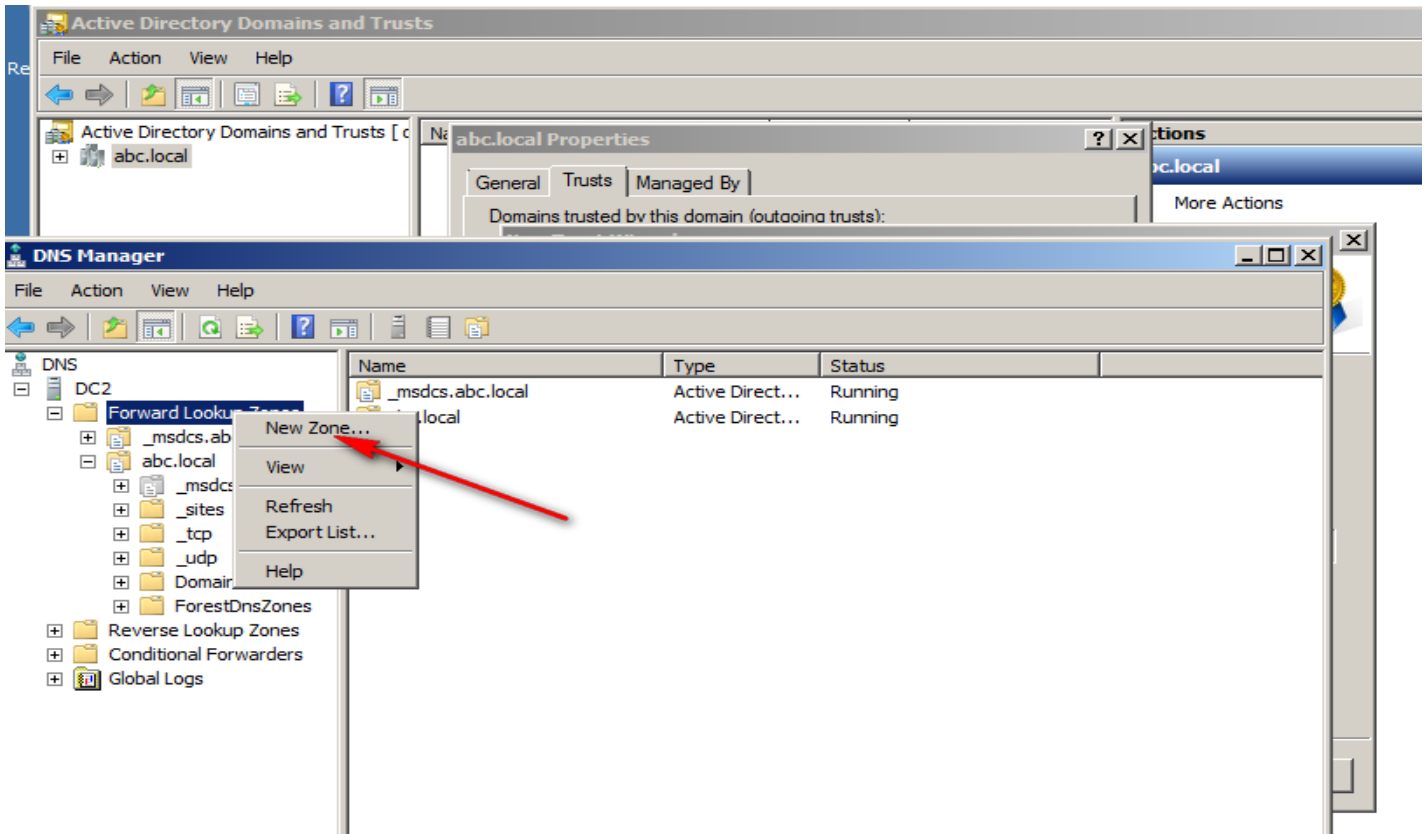 Active Directory Domains and Trusts
Re
File Action View Help
Active Directory Domains and Trusts [
abc.local
abc.local Properties
General Trusts Managed By
Domains trusted by this domain (outgoing trusts):
More Actions
DNS Manager
File Action View Help
DNS
DC2
Forward Lookup Zones
_msdcs.ab
abc.local
_msdcs
_sites
_tcp
_udp
Domain
ForestDnsZones
Reverse Lookup Zones
Conditional Forwarders
Global Logs
New Zone...
View
Refresh
Export List...
Help
Name Type Status
_msdcs.abc.local Active Direct... Running
.local Active Direct... Running